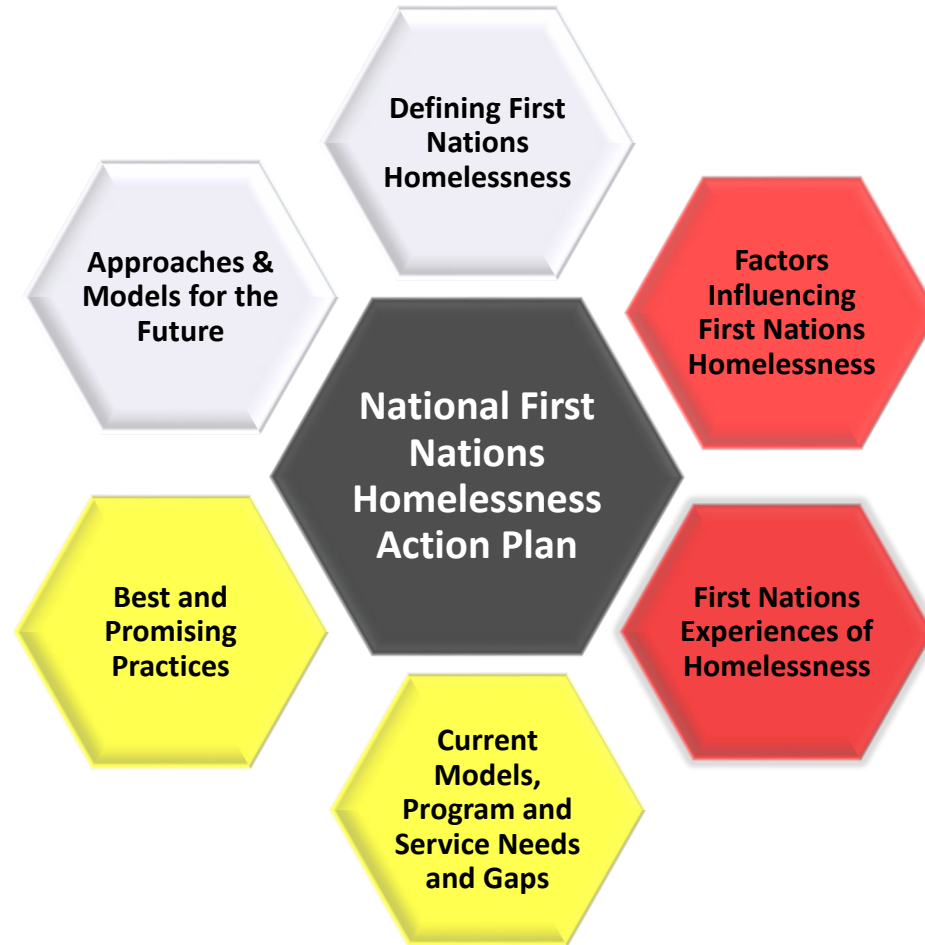 Defining First
Nations
Homelessness
Approaches &
Models for the
Future
Factors
Influencing
First Nations
Homelessness
National First
Nations
Homelessness
Action Plan
Best and
Promising
Practices
First Nations
Experiences of
Homelessness
Current
Models,
Program and
Service Needs
and Gaps